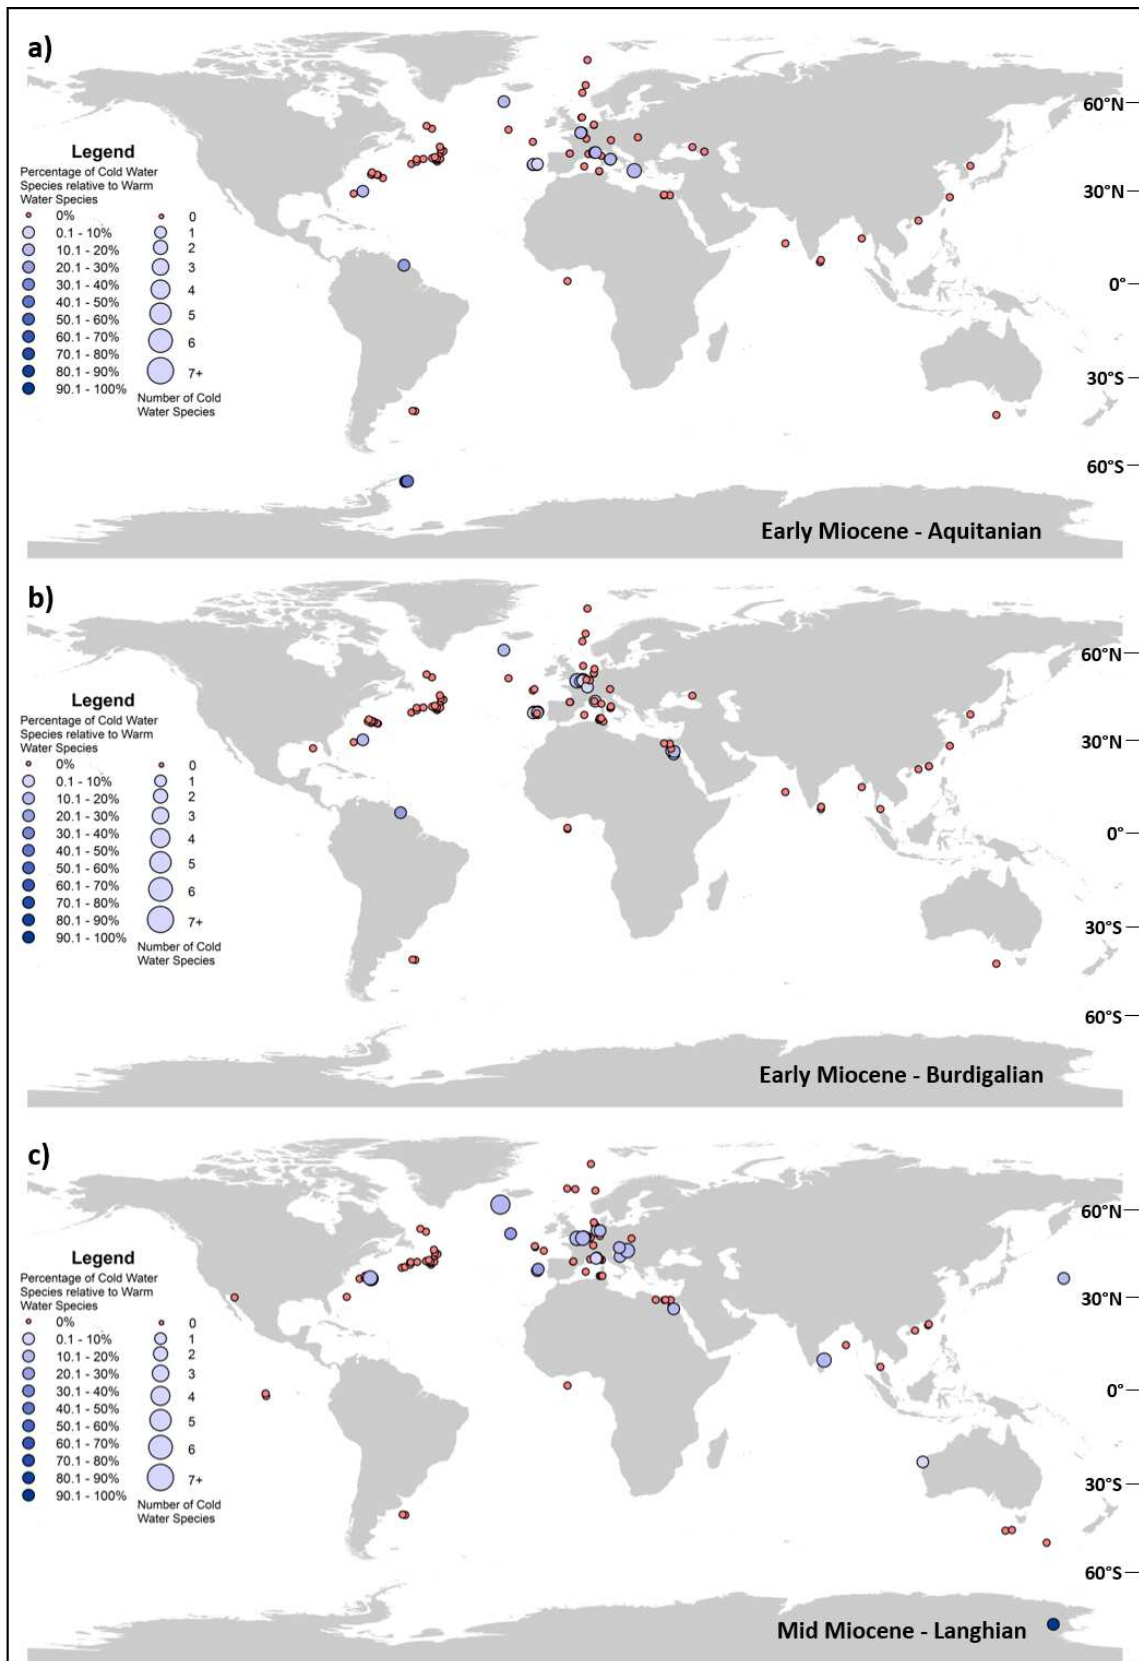 a)
60°N
30°N
0°
30°S
60°S
Legend
Percentage of Cold Water
Species relative to Warm
Water Species
0%
0.1 - 10%
10.1 - 20%
20.1 - 30%
30.1 - 40%
40.1 - 50%
50.1 - 60%
60.1 - 70%
70.1 - 80%
80.1 - 90%
90.1 - 100%
0
1
2
3
4
5
6
7+
Number of Cold
Water Species
Early Miocene - Aquitanian
b)
60°N
30°N
0°
30°S
60°S
Legend
Percentage of Cold Water
Species relative to Warm
Water Species
0%
0.1 - 10%
10.1 - 20%
20.1 - 30%
30.1 - 40%
40.1 - 50%
50.1 - 60%
60.1 - 70%
70.1 - 80%
80.1 - 90%
90.1 - 100%
0
1
2
3
4
5
6
7+
Number of Cold
Water Species
Early Miocene - Burdigalian
c)
60°N
30°N
0°
30°S
60°S
Legend
Percentage of Cold Water
Species relative to Warm
Water Species
0%
0.1 - 10%
10.1 - 20%
20.1 - 30%
30.1 - 40%
40.1 - 50%
50.1 - 60%
60.1 - 70%
70.1 - 80%
80.1 - 90%
90.1 - 100%
0
1
2
3
4
5
6
7+
Number of Cold
Water Species
Mid Miocene - Langhian